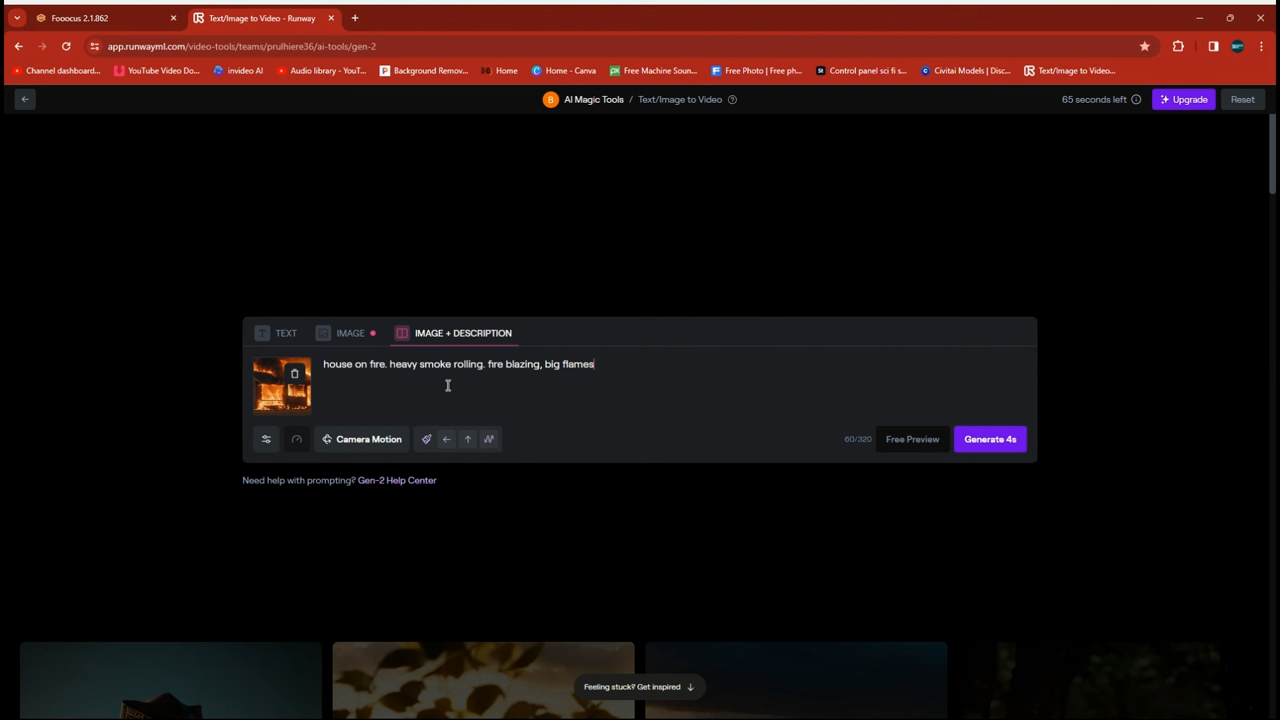 Fooocus 2.1.862
Text/Image to Video - Runway
app.runwayml.com/video-tools/teams/prulhiere36/ai-tools/gen-2
Channel dashboard...
YouTube Video Do...
invideo AI
Audio library - YouT...
Background Remov...
Home
Home - Canva
Free Machine Soun...
Free Photo | Free ph...
Control panel sci fi s...
Civitai Models | Disc...
Text/Image to Video...
B AI Magic Tools / Text/Image to Video
65 seconds left
Upgrade
Reset
TEXT
IMAGE
IMAGE + DESCRIPTION
house on fire. heavy smoke rolling. fire blazing, big flames
Camera Motion
60/320
Free Preview
Generate 4s
Need help with prompting? Gen-2 Help Center
Feeling stuck? Get inspired